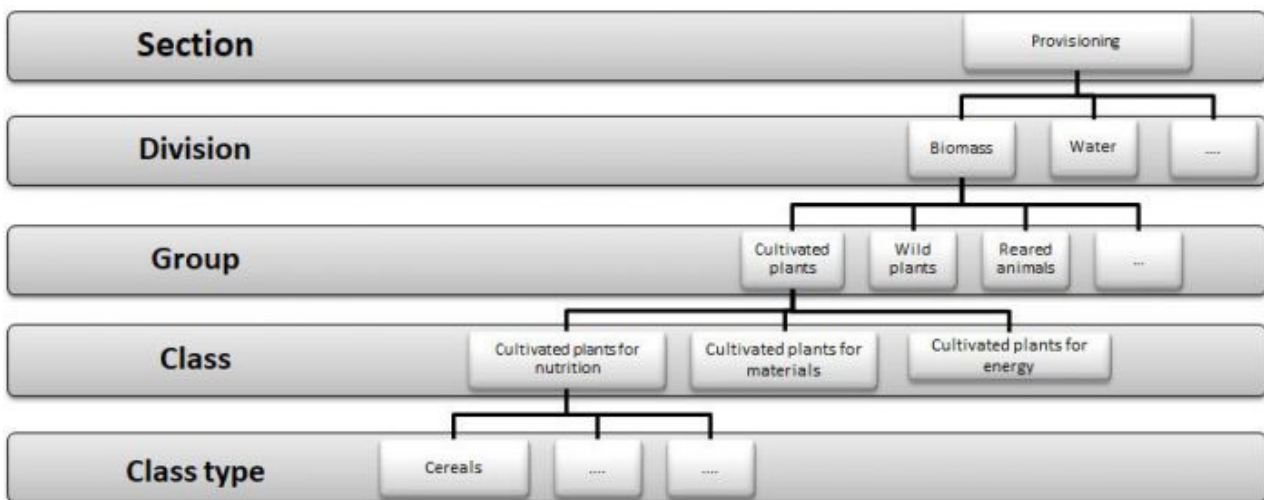 Section
Provisioning
Division
Biomass
Water
....
Group
Cultivated
plants
Wild
plants
Reared
animals
...
Class
Cultivated plants for
nutrition
Cultivated plants for
materials
Cultivated plants for
energy
Class type
Cereals
....
....